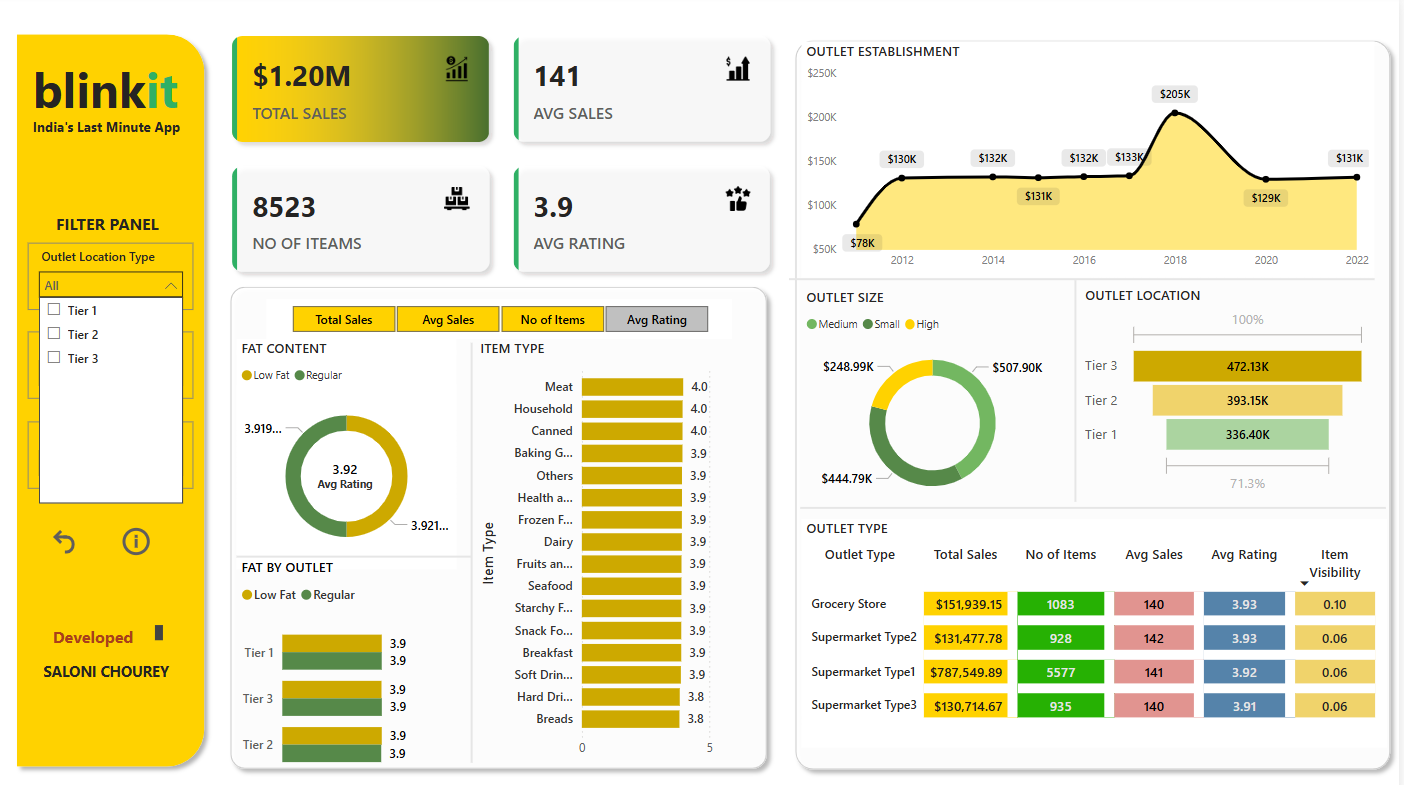 blinkit
India's Last Minute App
FILTER PANEL
Outlet Location Type
All
Tier 1
Tier 2
Tier 3
Developed
SALONI CHOUREY
$1.20M
TOTAL SALES
141
AVG SALES
8523
NO OF ITEAMS
3.9
AVG RATING
Total Sales
Avg Sales
No of Items
Avg Rating
FAT CONTENT
Low Fat Regular
3.919...
3.92
Avg Rating
3.921...
FAT BY OUTLET
Low Fat Regular
Tier 1
3.9
3.9
Tier 3
3.9
3.9
Tier 2
3.9
3.9
ITEM TYPE
Item Type
Meat 4.0
Household 4.0
Canned 4.0
Baking G... 3.9
Others 3.9
Health a... 3.9
Frozen F... 3.9
Dairy 3.9
Fruits an... 3.9
Seafood 3.9
Starchy F... 3.9
Snack Fo... 3.9
Breakfast 3.9
Soft Drin... 3.9
Hard Dri... 3.8
Breads 3.8
0 5
OUTLET ESTABLISHMENT
$250K
$200K
$150K
$100K
$50K
$78K
$130K
$132K
$131K
$132K
$133K
$205K
$129K
$131K
2012 2014 2016 2018 2020 2022
OUTLET SIZE
Medium Small High
$248.99K
$507.90K
$444.79K
OUTLET LOCATION
100%
Tier 3 472.13K
Tier 2 393.15K
Tier 1 336.40K
71.3%
OUTLET TYPE
Outlet Type Total Sales No of Items Avg Sales Avg Rating Item Visibility
Grocery Store $151,939.15 1083 140 3.93 0.10
Supermarket Type2 $131,477.78 928 142 3.93 0.06
Supermarket Type1 $787,549.89 5577 141 3.92 0.06
Supermarket Type3 $130,714.67 935 140 3.91 0.06